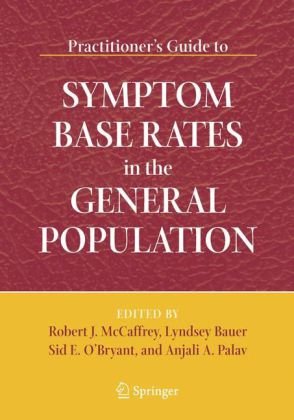 Practitioner's Guide to
SYMPTOM
BASE RATES
in the
GENERAL
POPULATION
EDITED BY
Robert J. McCaffrey, Lyndsey Bauer
Sid E. O'Bryant, and Anjali A. Palav
Springer